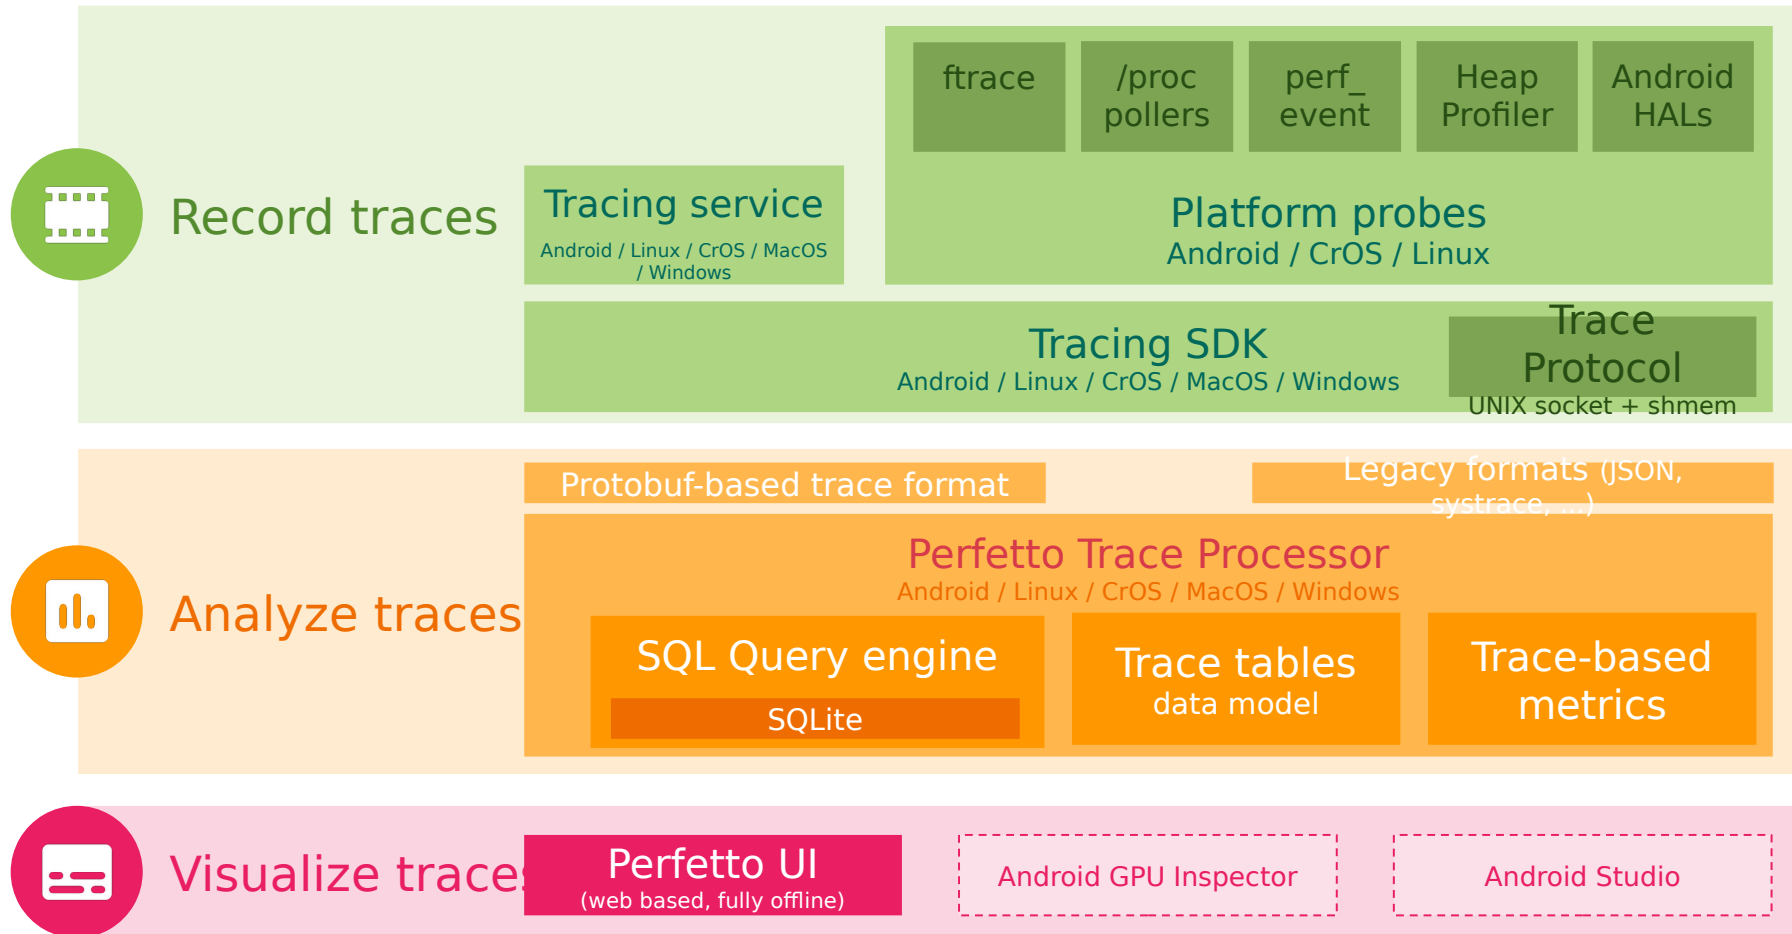 ftrace
/proc
pollers
perf_
event
Heap
Profiler
Android
HALs
Record traces
Tracing service
Android / Linux / CrOS / MacOS
/ Windows
Platform probes
Android / CrOS / Linux
Tracing SDK
Android / Linux / CrOS / MacOS / Windows
Trace
Protocol
UNIX socket + shmem
Protobuf-based trace format
Legacy formats (JSON,
systrace, ...)
Analyze traces
Perfetto Trace Processor
Android / Linux / CrOS / MacOS / Windows
SQL Query engine
SQLite
Trace tables
data model
Trace-based
metrics
Visualize traces
Perfetto UI
(web based, fully offline)
Android GPU Inspector
Android Studio